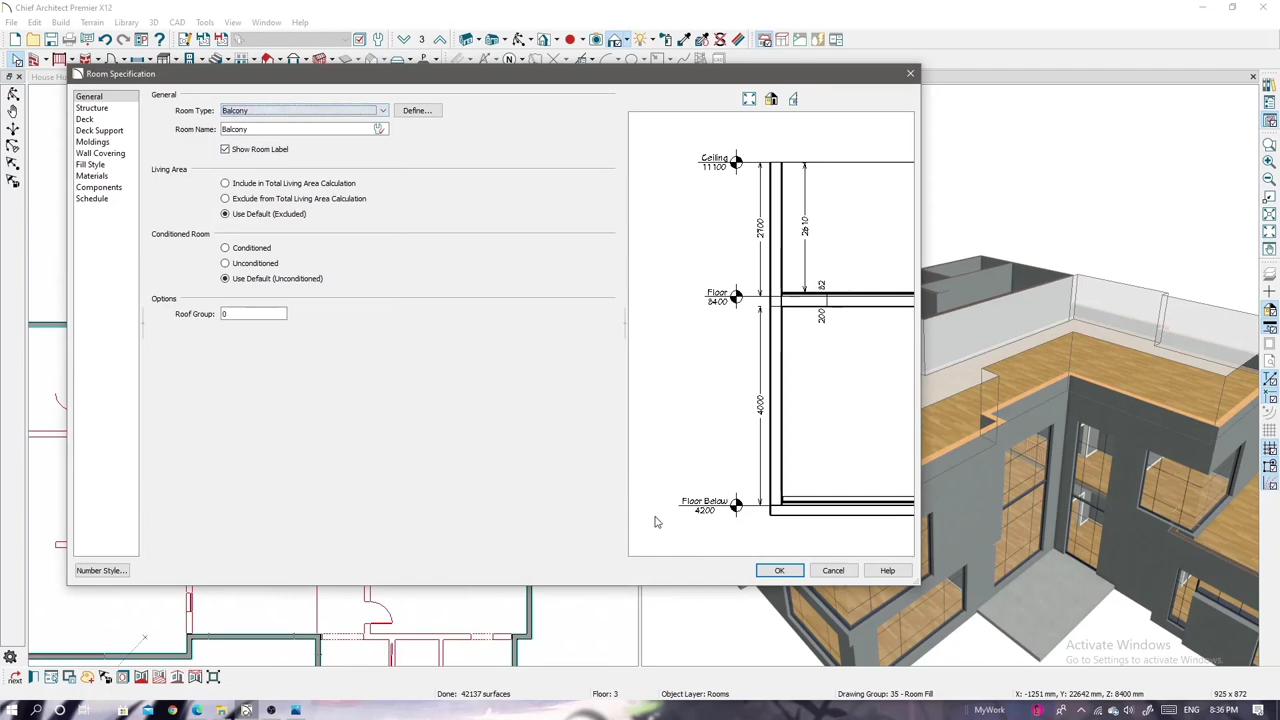 Chief Architect Premier X12
File Edit Build Terrain Library 3D CAD Tools View Window Help
3
House
Room Specification
General
Structure
Deck
Deck Support
Moldings
Wall Covering
Fill Style
Materials
Components
Schedule
General
Room Type: Balcony Define...
Room Name: Balcony
Show Room Label
Living Area
Include in Total Living Area Calculation
Exclude from Total Living Area Calculation
Use Default (Excluded)
Conditioned Room
Conditioned
Unconditioned
Use Default (Unconditioned)
Options
Roof Group: 0
Ceiling
11100
2700
2610
Floor
8400
82
200
4000
Floor Below
4200
Number Style...
OK Cancel Help
Activate Windows
Go to Settings to activate Windows.
Done: 42137 surfaces Floor: 3 Object Layer: Rooms Drawing Group: 35 - Room Fill X: -1251 mm, Y: 22642 mm, Z: 8400 mm 925 x 872
MyWork ENG 8:36 PM